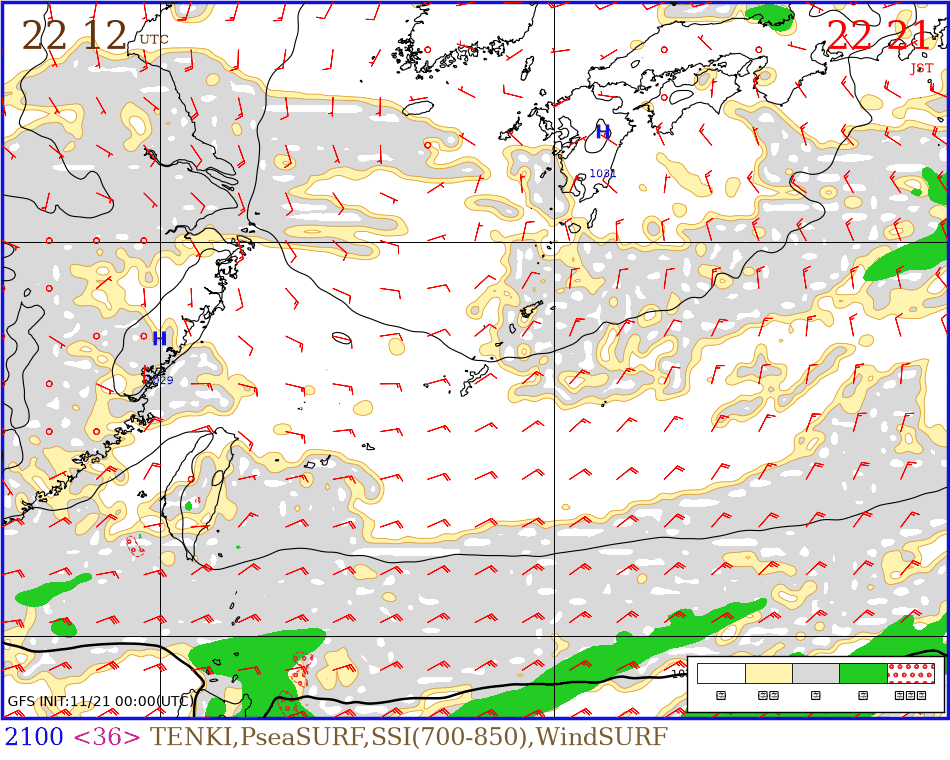 22 12 UTC
22 21 JST
H
1031
H
1029
GFS INIT:11/21 00:00(UTC)
2100 <36> TENKI,PseaSURF,SSI(700-850),WindSURF